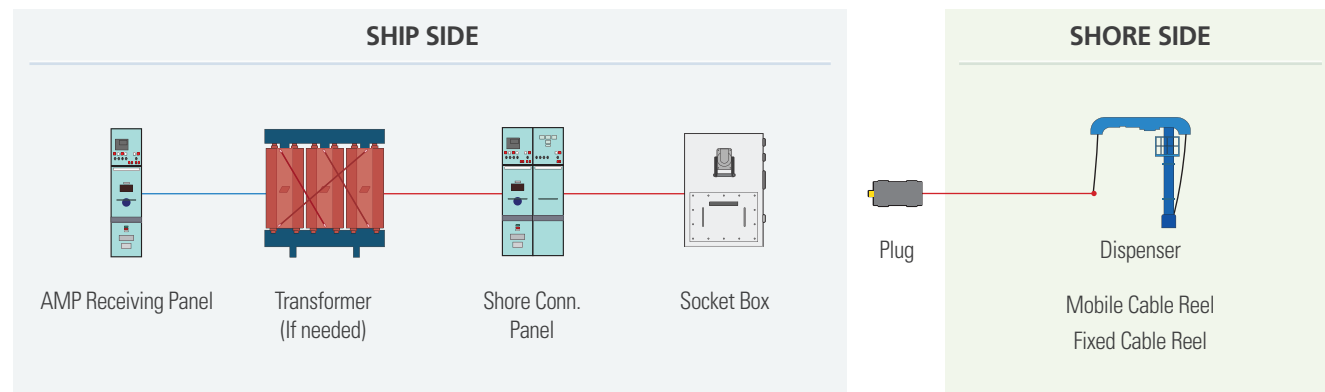 SHIP SIDE
SHORE SIDE
AMP Receiving Panel
Transformer
(If needed)
Shore Conn.
Panel
Socket Box
Plug
Dispenser
Mobile Cable Reel
Fixed Cable Reel